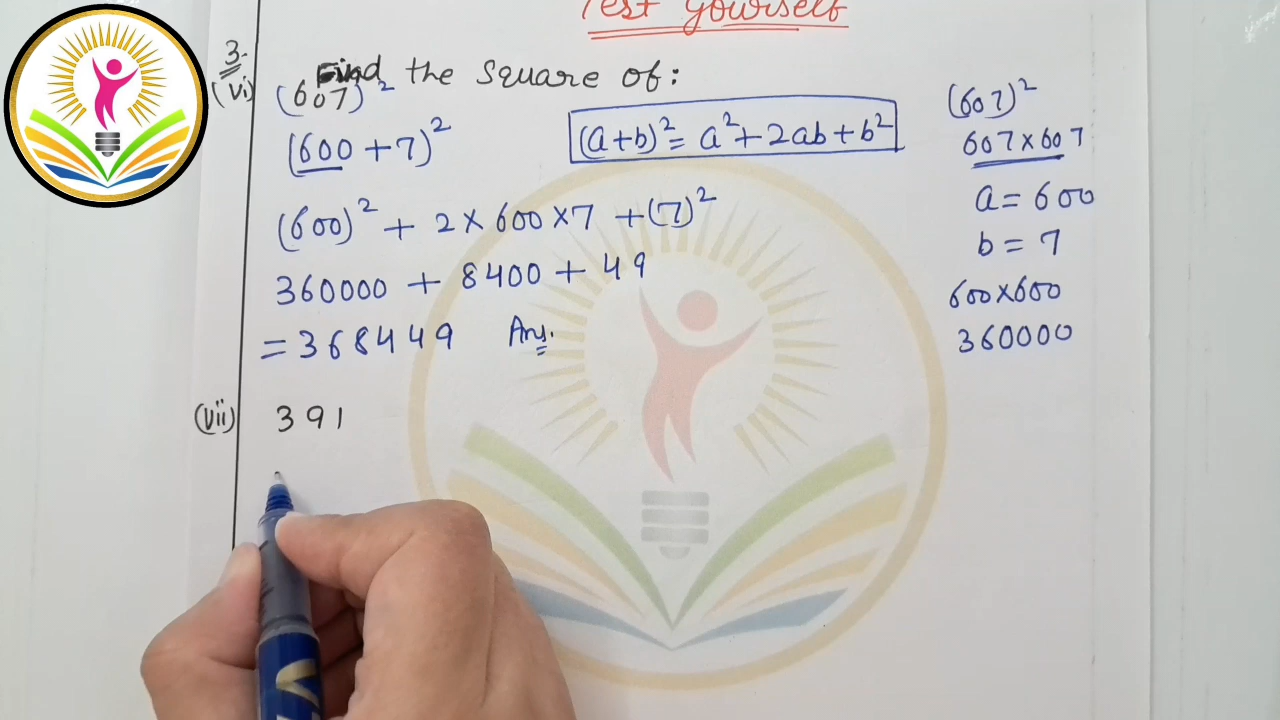 Test Yourself
3. Find the square of:
(vi) (607)²
(600 + 7)²
(a+b)² = a² + 2ab + b²
(600)² + 2 × 600 × 7 + (7)²
360000 + 8400 + 49
= 368449 Ans.
(607)²
607 × 607
a = 600
b = 7
600×600
360000
(vii) 391
V